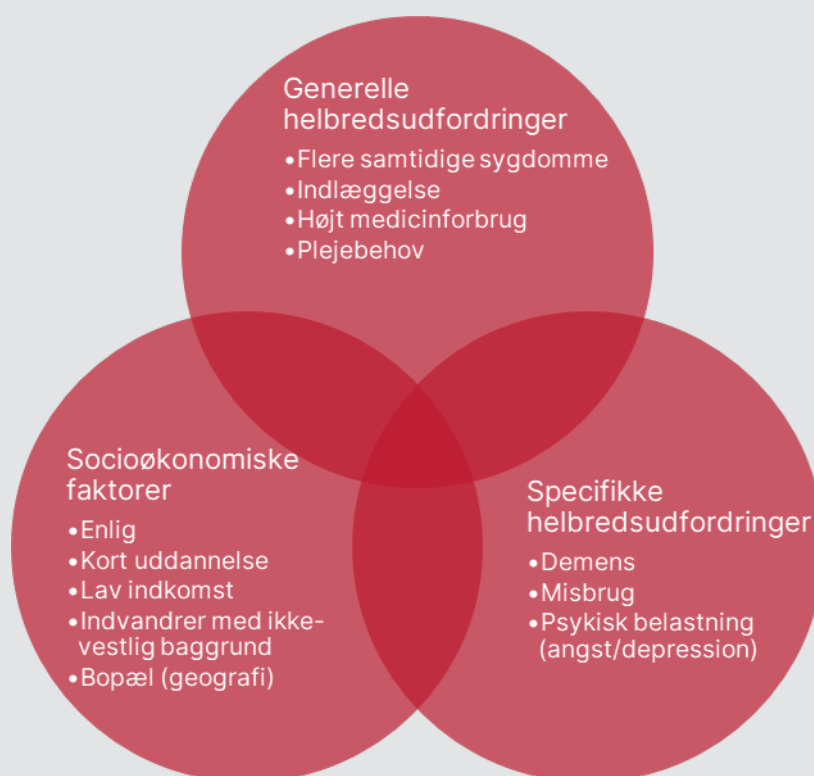 Generelle
helbredsudfordringer
•Flere samtidige sygdomme
•Indlæggelse
•Højt medicinforbrug
•Plejebehov
Socioøkonomiske
faktorer
•Enlig
•Kort uddannelse
•Lav indkomst
•Indvandrer med ikke-
vestlig baggrund
•Bopæl (geografi)
Specifikke
helbredsudfordringer
•Demens
•Misbrug
•Psykisk belastning
(angst/depression)